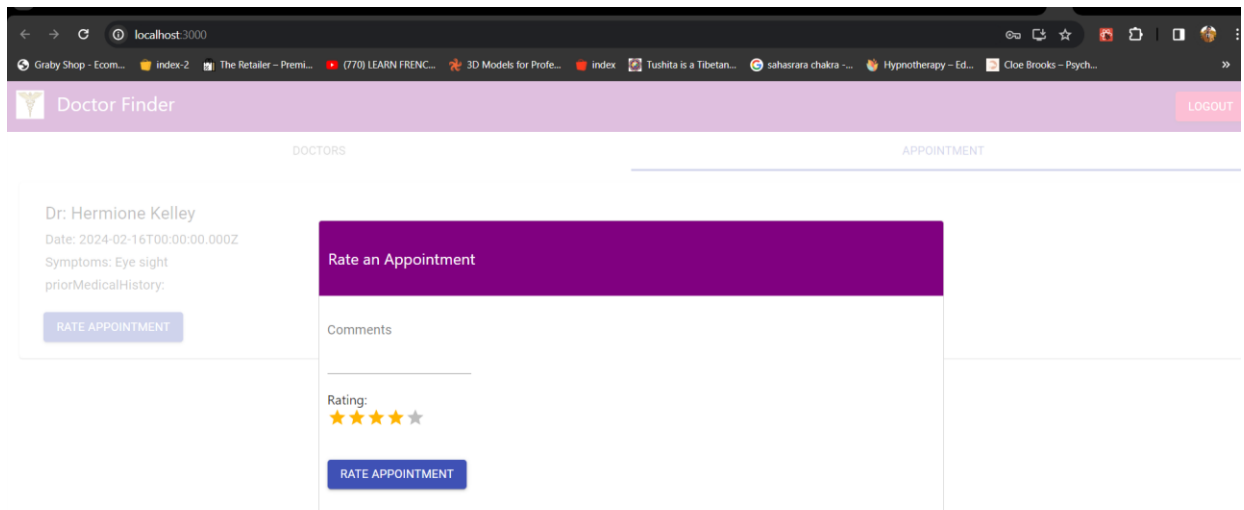 localhost:3000
Graby Shop - Ecom... index-2 The Retailer – Premi... (770) LEARN FRENC... 3D Models for Profe... index Tushita is a Tibetan... sahasrara chakra -... Hypnotherapy – Ed... Cloe Brooks – Psych... »
Doctor Finder LOGOUT
DOCTORS APPOINTMENT
Dr: Hermione Kelley
Date: 2024-02-16T00:00:00.000Z
Symptoms: Eye sight
priorMedicalHistory:
RATE APPOINTMENT
Rate an Appointment
Comments
Rating:
RATE APPOINTMENT